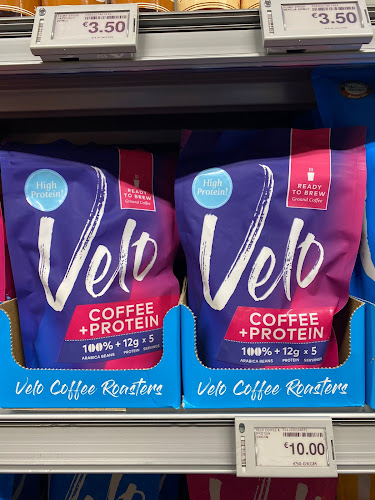 €3.50
€3.50
High
Protein!
READY
TO BREW
Ground Coffee
Velo
COFFEE
+PROTEIN
100% + 12g x 5
ARABICA BEANS PROTEIN SERVINGS
Velo Coffee Roasters
High
Protein!
READY
TO BREW
Ground Coffee
Velo
COFFEE
+PROTEIN
100% + 12g x 5
ARABICA BEANS PROTEIN SERVINGS
Velo Coffee Roasters
€10.00